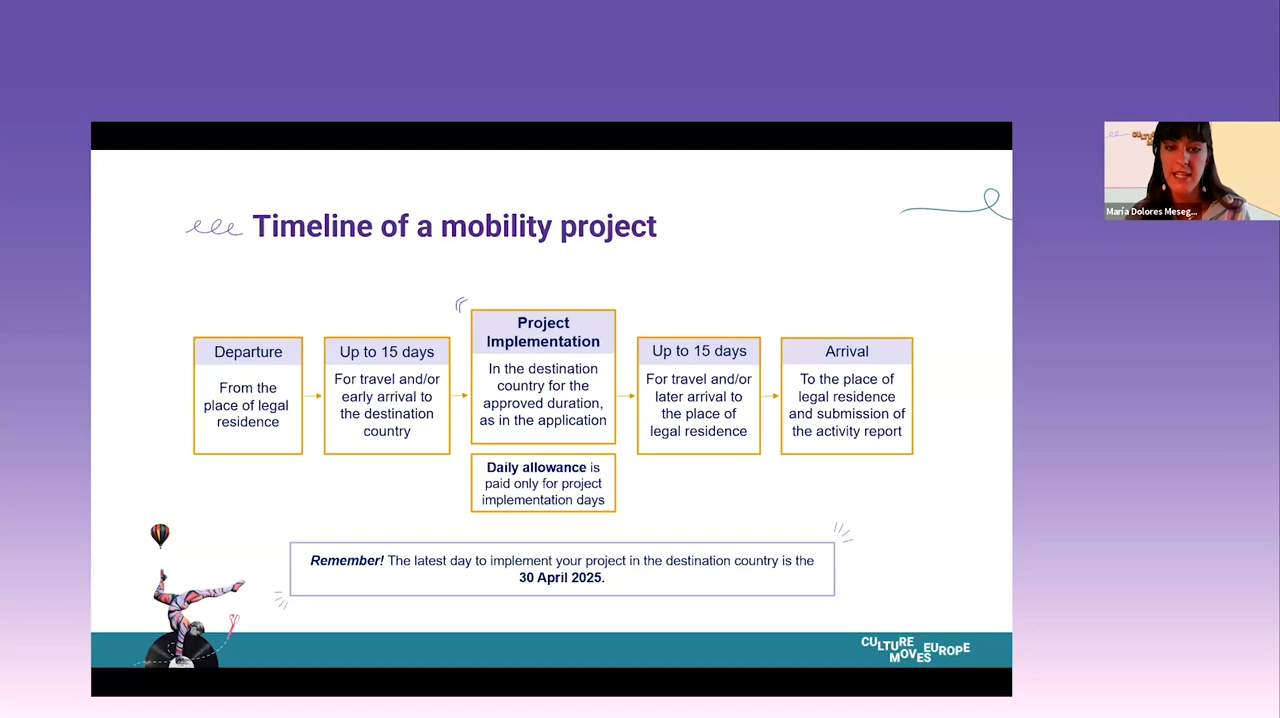 Timeline of a mobility project
Departure
From the
place of legal
residence
Up to 15 days
For travel and/or
early arrival to
the destination
country
Project
Implementation
In the destination
country for the
approved duration,
as in the application
Daily allowance is
paid only for project
implementation days
Up to 15 days
For travel and/or
later arrival to
the place of
legal residence
Arrival
To the place of
legal residence
and submission of
the activity report
Remember! The latest day to implement your project in the destination country is the
30 April 2025.
CULTURE
MOVES EUROPE
María Dolores Meseg...